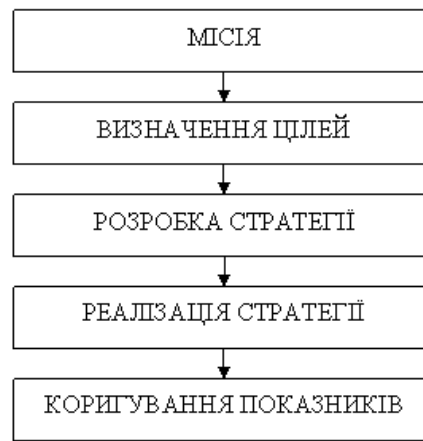 МІСІЯ
ВИЗНАЧЕННЯ ЦІЛЕЙ
РОЗРОБКА СТРАТЕГІЇ
РЕАЛІЗАЦІЯ СТРАТЕГІЇ
КОРИГУВАННЯ ПОКАЗНИКІВ